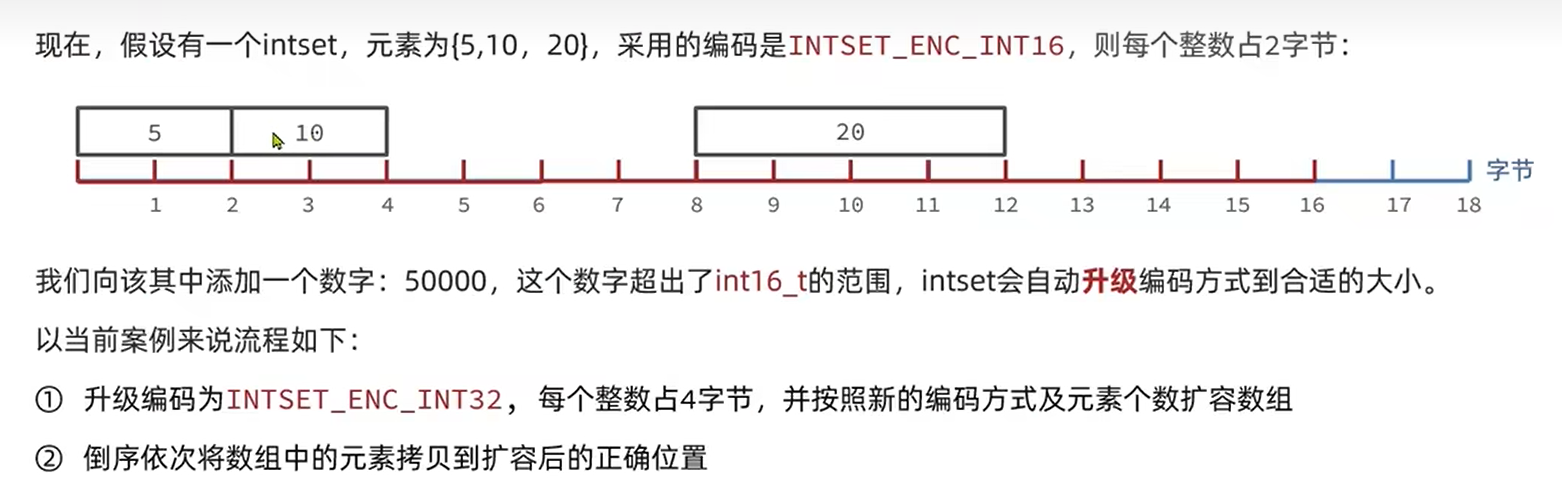 现在，假设有一个intset，元素为{5,10，20}，采用的编码是INTSET_ENC_INT16，则每个整数占2字节：
5 10 20
字节
1 2 3 4 5 6 7 8 9 10 11 12 13 14 15 16 17 18
我们向该其中添加一个数字：50000，这个数字超出了int16_t的范围，intset会自动升级编码方式到合适的大小。
以当前案例来说流程如下：
① 升级编码为INTSET_ENC_INT32，每个整数占4字节，并按照新的编码方式及元素个数扩容数组
② 倒序依次将数组中的元素拷贝到扩容后的正确位置